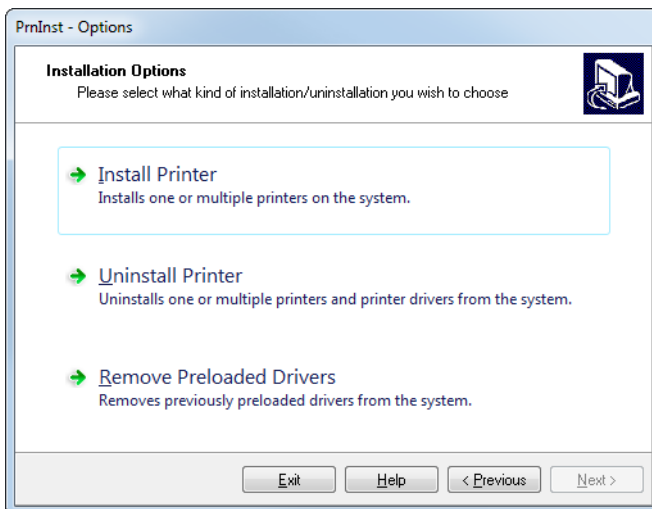 PrnInst - Options
Installation Options
Please select what kind of installation/uninstallation you wish to choose
Install Printer
Installs one or multiple printers on the system.
Uninstall Printer
Uninstalls one or multiple printers and printer drivers from the system.
Remove Preloaded Drivers
Removes previously preloaded drivers from the system.
Exit Help < Previous Next >